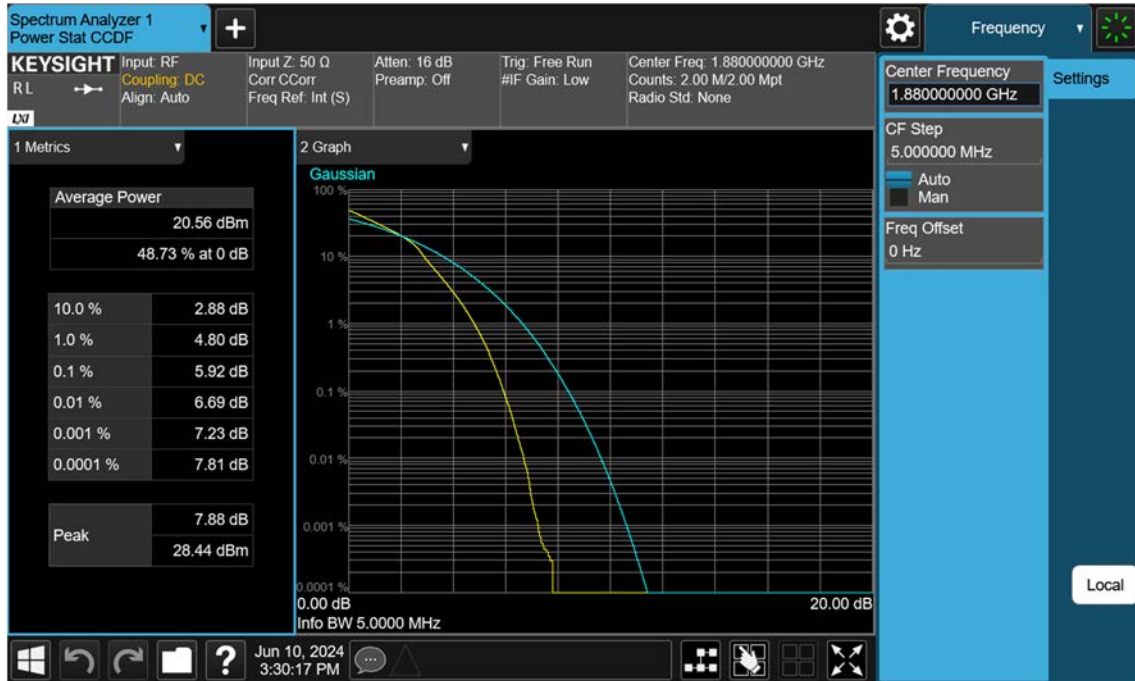 Spectrum Analyzer 1
Power Stat CCDF
+
Frequency
KEYSIGHT
R L
LXI
Input: RF
Coupling: DC
Align: Auto
Input Z: 50 Ω
Corr CCorr
Freq Ref: Int (S)
Atten: 16 dB
Preamp: Off
Trig: Free Run
#IF Gain: Low
Center Freq: 1.880000000 GHz
Counts: 2.00 M/2.00 Mpt
Radio Std: None
Center Frequency
1.880000000 GHz
Settings
CF Step
5.000000 MHz
Auto
Man
Freq Offset
0 Hz
1 Metrics
Average Power
20.56 dBm
48.73 % at 0 dB
10.0 % 2.88 dB
1.0 % 4.80 dB
0.1 % 5.92 dB
0.01 % 6.69 dB
0.001 % 7.23 dB
0.0001 % 7.81 dB
Peak
7.88 dB
28.44 dBm
2 Graph
Gaussian
100 %
10 %
1 %
0.1 %
0.01 %
0.001 %
0.0001 %
0.00 dB 20.00 dB
Info BW 5.0000 MHz
Local
?
Jun 10, 2024
3:30:17 PM